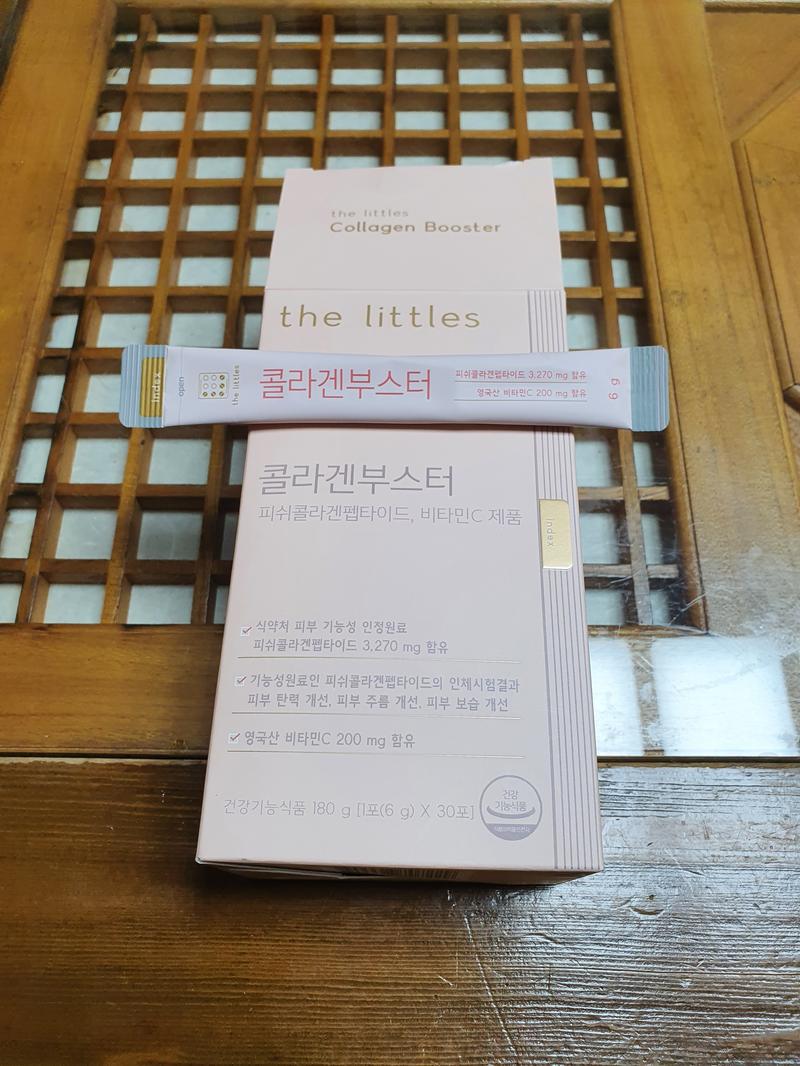 the littles
Collagen Booster
the littles
index
open
the littles
콜라겐부스터
피쉬콜라겐펩타이드 3,270 mg 함유
영국산 비타민C 200 mg 함유
6 g
콜라겐부스터
피쉬콜라겐펩타이드, 비타민C 제품
index
식약처 피부 기능성 인정원료
피쉬콜라겐펩타이드 3,270 mg 함유
기능성원료인 피쉬콜라겐펩타이드의 인체시험결과
피부 탄력 개선, 피부 주름 개선, 피부 보습 개선
영국산 비타민C 200 mg 함유
건강기능식품 180 g [1포(6 g) X 30포]
건강
기능식품